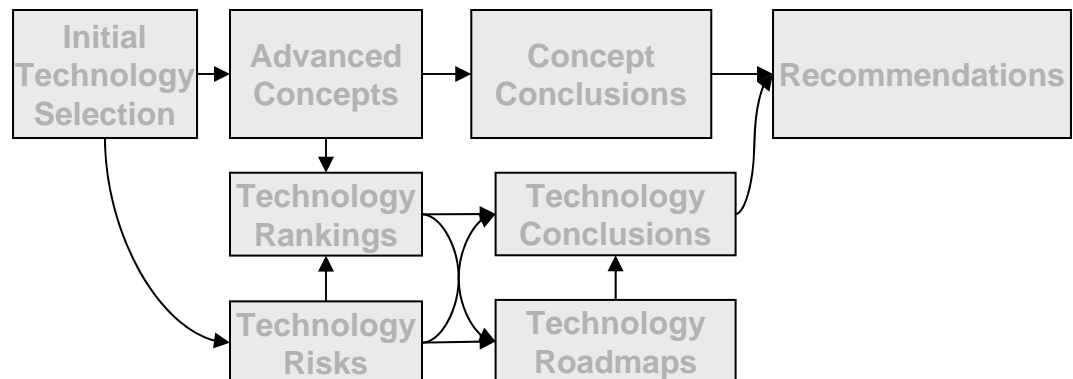 Initial
Technology
Selection
Advanced
Concepts
Concept
Conclusions
Recommendations
Technology
Rankings
Technology
Conclusions
Technology
Risks
Technology
Roadmaps